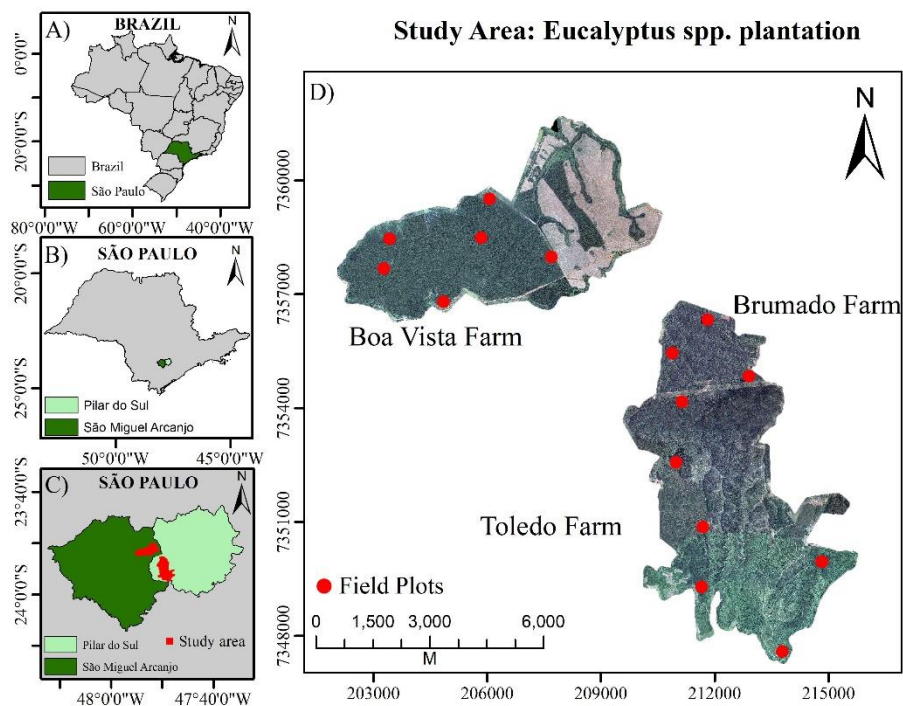 Study Area: Eucalyptus spp. plantation
A)
BRAZIL
N
0°0'0"
20°0'0"S
Brazil
São Paulo
80°0'0"W
60°0'0"W
40°0'0"W
B)
SÃO PAULO
N
20°0'0"S
25°0'0"S
Pilar do Sul
São Miguel Arcanjo
50°0'0"W
45°0'0"W
C)
SÃO PAULO
N
23°40'0"S
24°0'0"S
Pilar do Sul
Study area
São Miguel Arcanjo
48°0'0"W
47°40'0"W
D)
N
7360000
7357000
7354000
7351000
7348000
Boa Vista Farm
Brumado Farm
Toledo Farm
Field Plots
0 1,500 3,000 6,000
M
203000
206000
209000
212000
215000